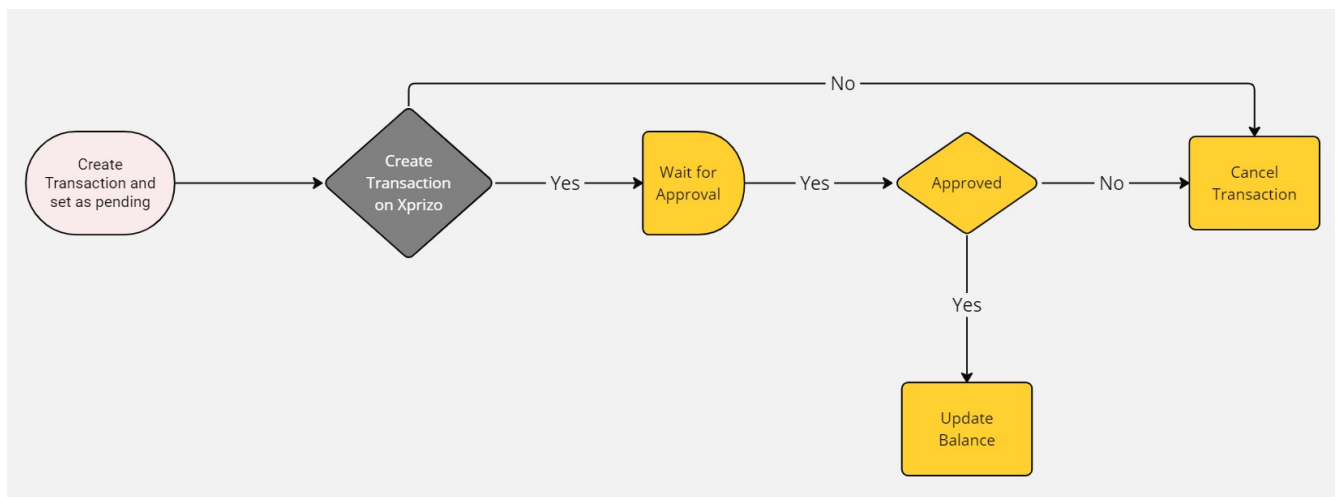 No
Create
Transaction and
set as pending
Create
Transaction
on Xprizo
Yes
Wait for
Approval
Yes
Approved
No
Cancel
Transaction
Yes
Update
Balance